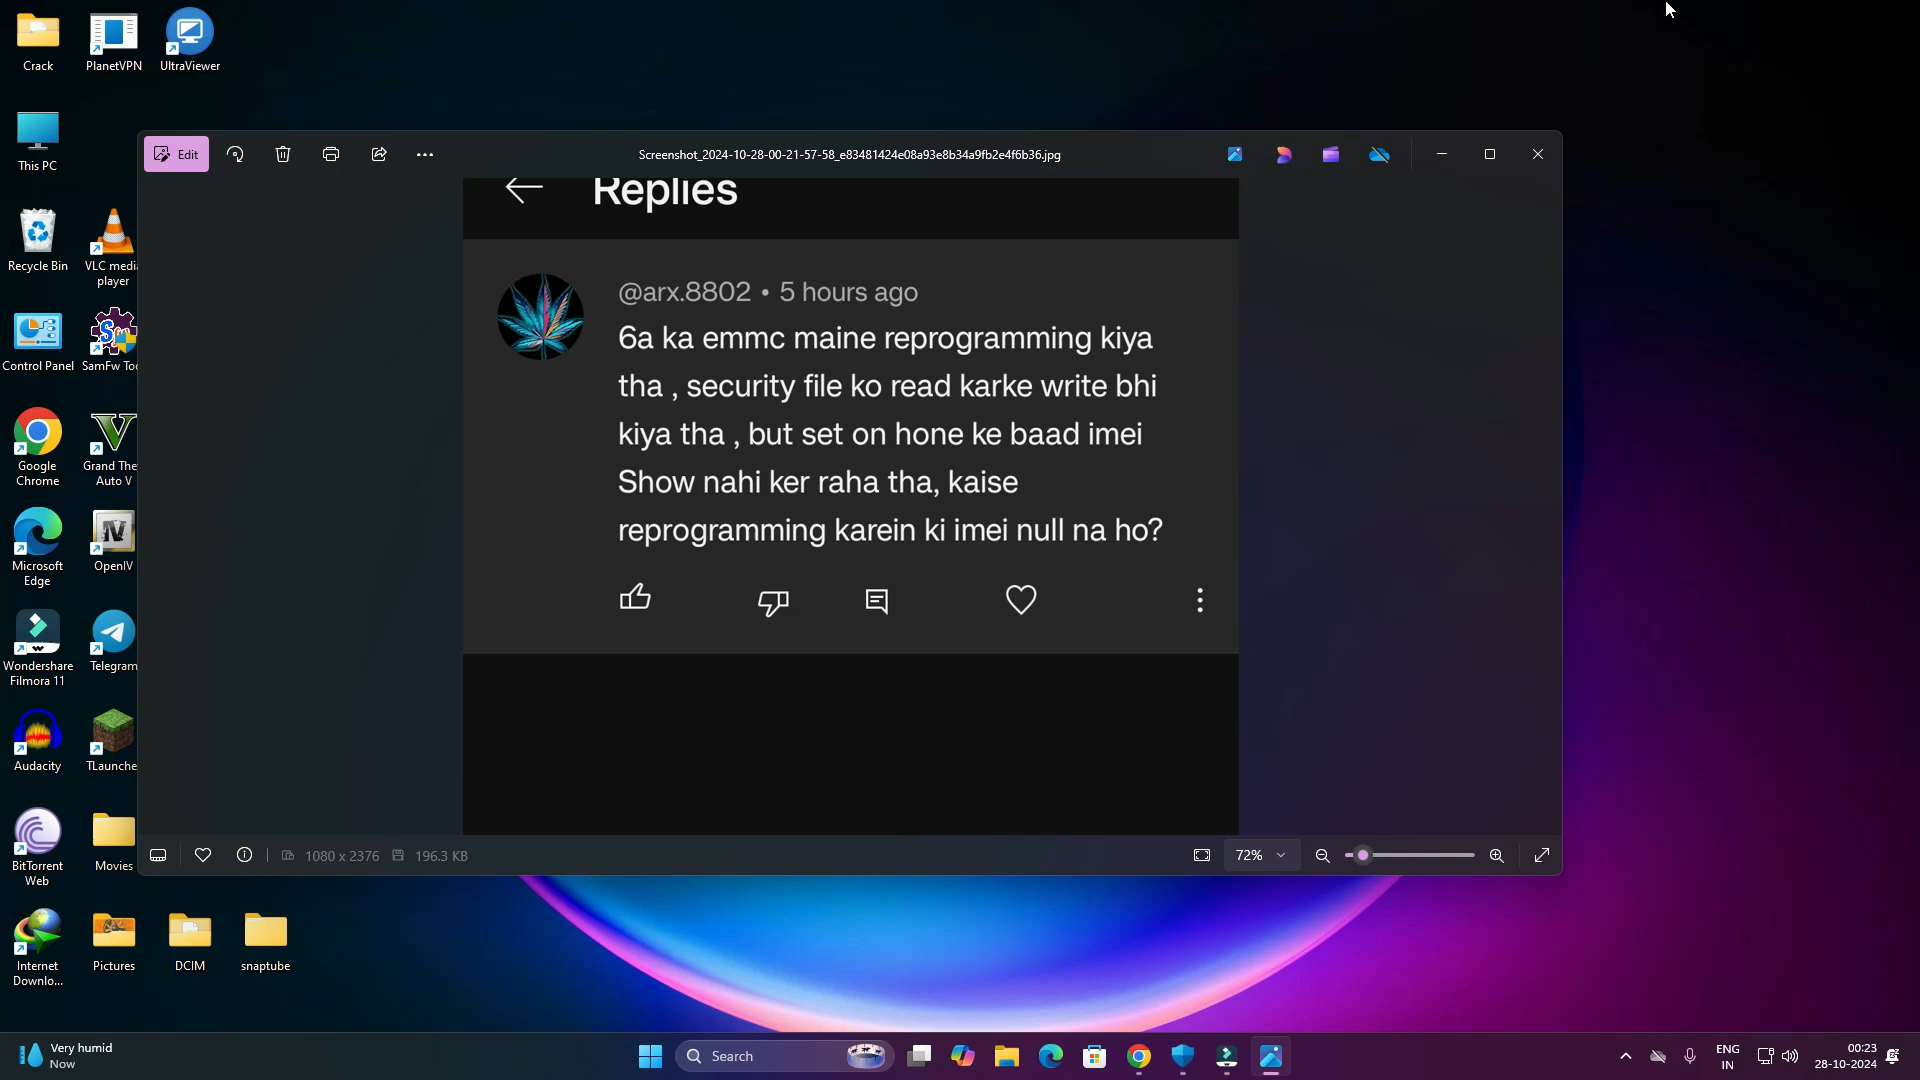 Crack
PlanetVPN
UltraViewer
This PC
Recycle Bin
VLC medi
player
Control Panel
SamFw Too
Google
Chrome
Grand The
Auto V
Microsoft
Edge
OpenIV
Wondershare
Filmora 11
Telegram
Audacity
TLaunche
BitTorrent
Web
Movies
Internet
Downlo...
Pictures
DCIM
snaptube
Edit
Screenshot_2024-10-28-00-21-57-58_e83481424e08a93e8b34a9fb2e4f6b36.jpg
Replies
@arx.8802 • 5 hours ago
6a ka emmc maine reprogramming kiya
tha , security file ko read karke write bhi
kiya tha , but set on hone ke baad imei
Show nahi ker raha tha, kaise
reprogramming karein ki imei null na ho?
1080 x 2376
196.3 KB
72%
Very humid
Now
Search
ENG
IN
00:23
28-10-2024